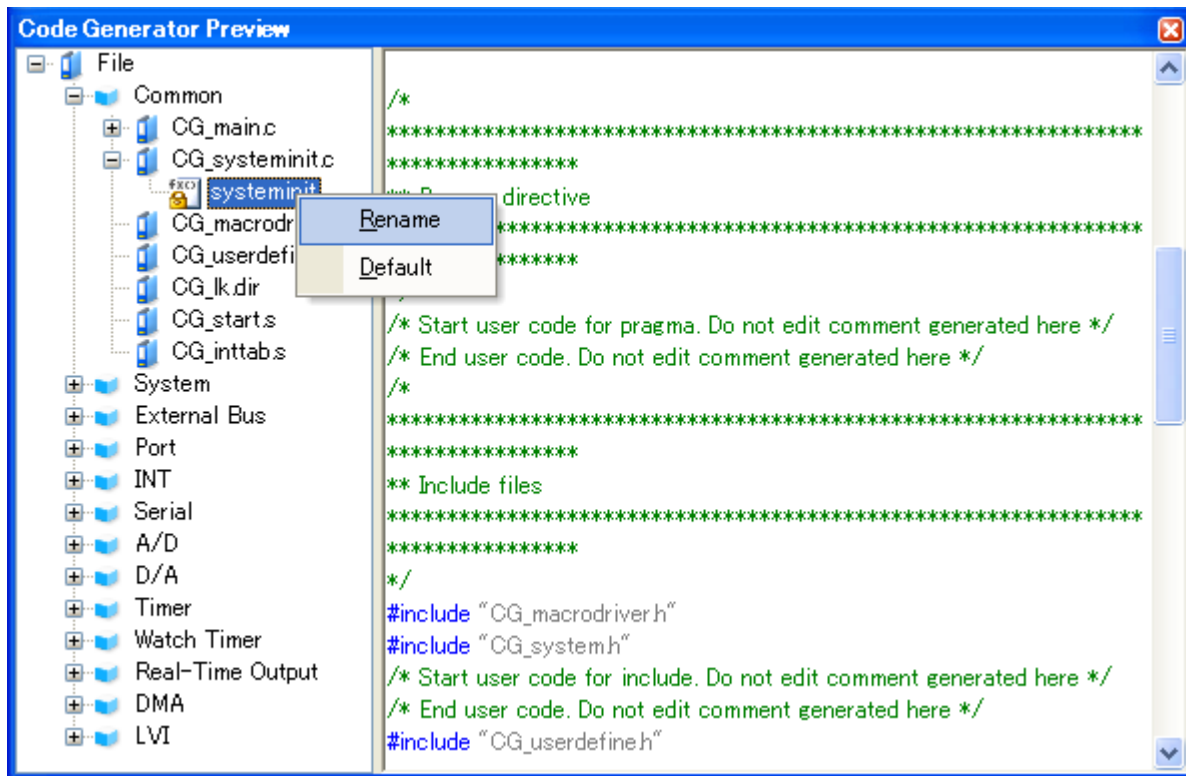 Code Generator Preview
File
Common
CG_main.c
CG_systeminit.c
systeminit
CG_macrodr
CG_userdefi
CG_lk.dir
CG_start.s
CG_inttab.s
System
External Bus
Port
INT
Serial
A/D
D/A
Timer
Watch Timer
Real-Time Output
DMA
LVI
Rename
Default
/*
***************************************************************
****************
directive
******************************************************
*******
/* Start user code for pragma. Do not edit comment generated here */
/* End user code. Do not edit comment generated here */
/*
***************************************************************
****************
** Include files
***************************************************************
****************
*/
#include "CG_macrodriver.h"
#include "CG_system.h"
/* Start user code for include. Do not edit comment generated here */
/* End user code. Do not edit comment generated here */
#include "CG_userdefine.h"